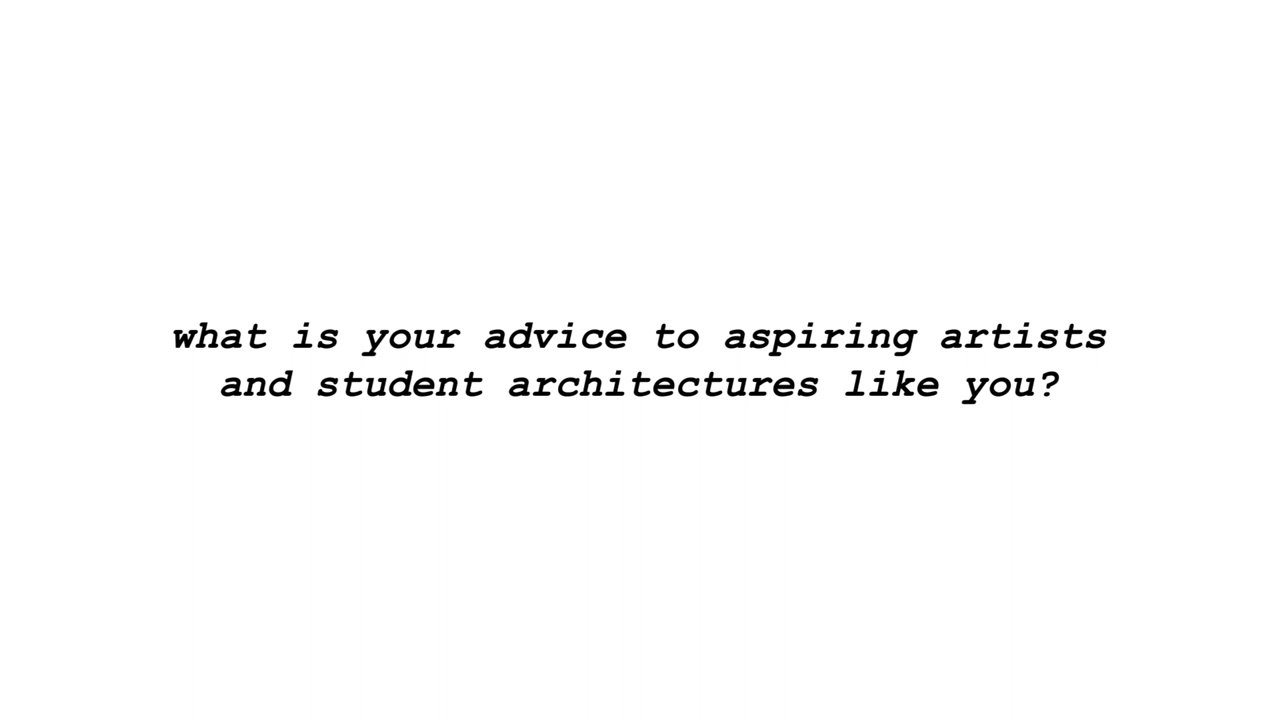 what is your advice to aspiring artists
and student architectures like you?